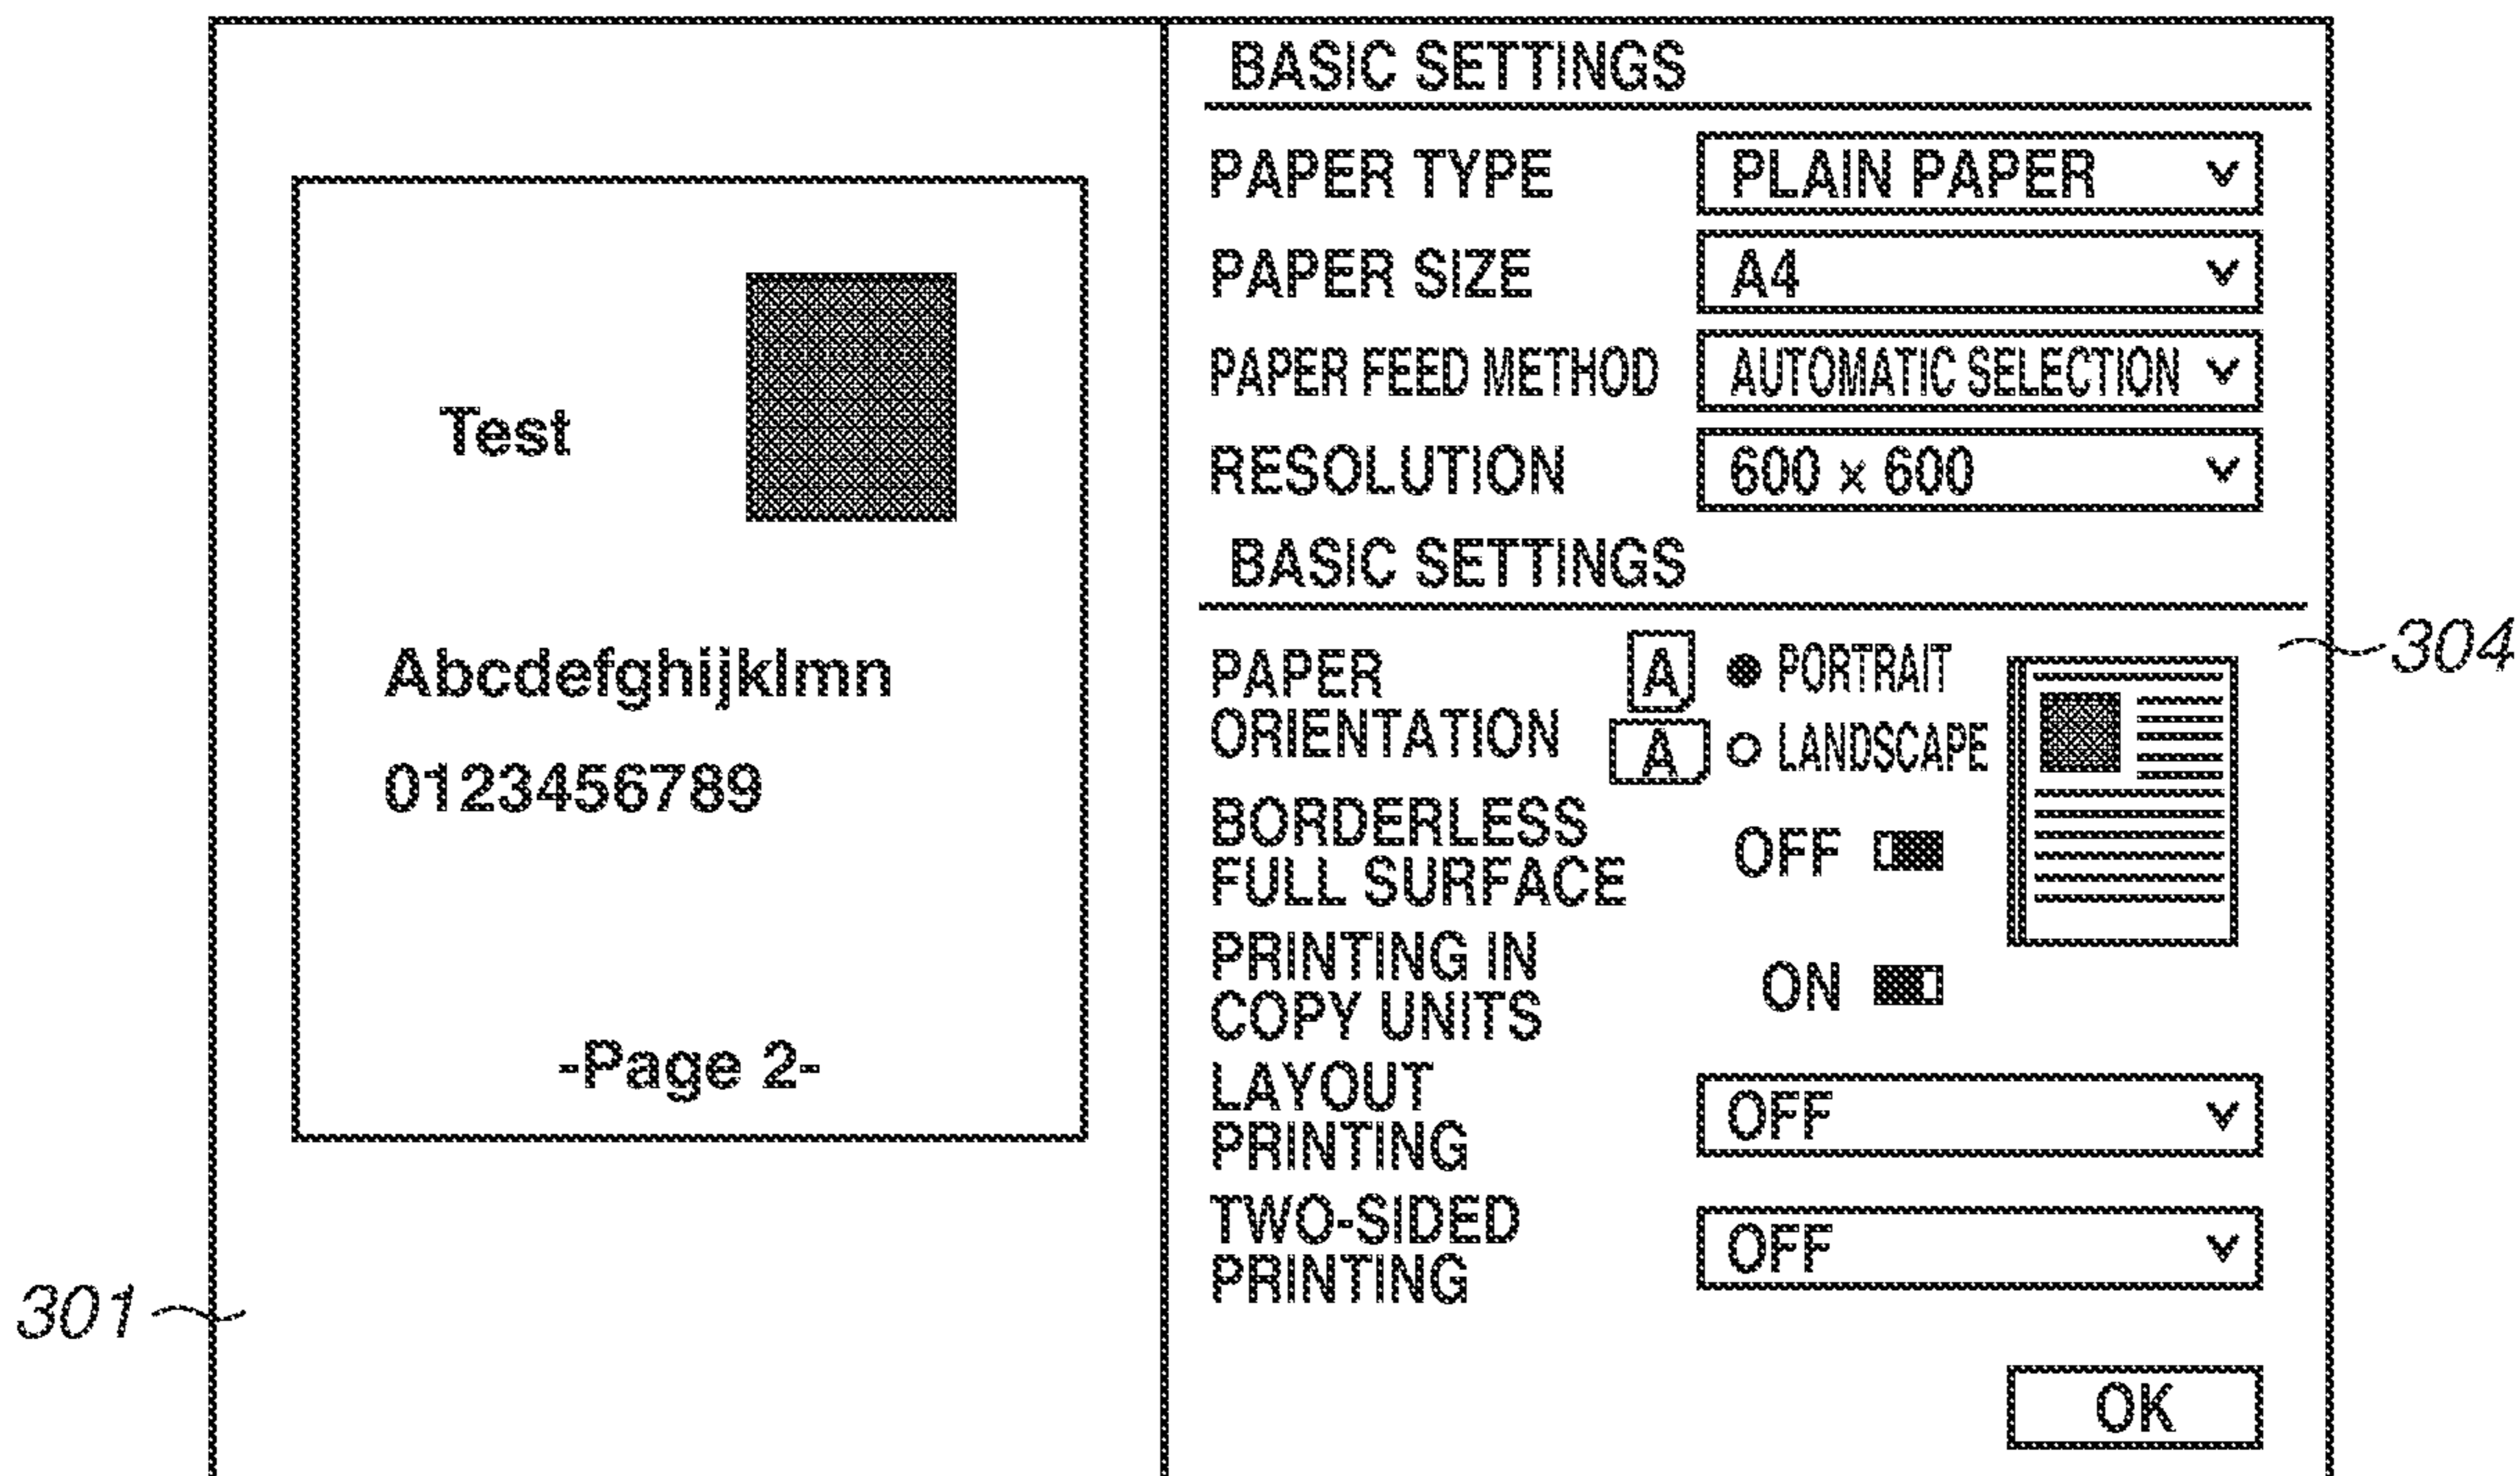 Test
Abcdefghijklmn
0123456789
-Page 2-
301
BASIC SETTINGS
PAPER TYPE PLAIN PAPER
PAPER SIZE A4
PAPER FEED METHOD AUTOMATIC SELECTION
RESOLUTION 600 × 600
BASIC SETTINGS
PAPER
ORIENTATION
A PORTRAIT
A LANDSCAPE
304
BORDERLESS
FULL SURFACE
OFF
PRINTING IN
COPY UNITS
ON
LAYOUT
PRINTING
OFF
TWO-SIDED
PRINTING
OFF
OK